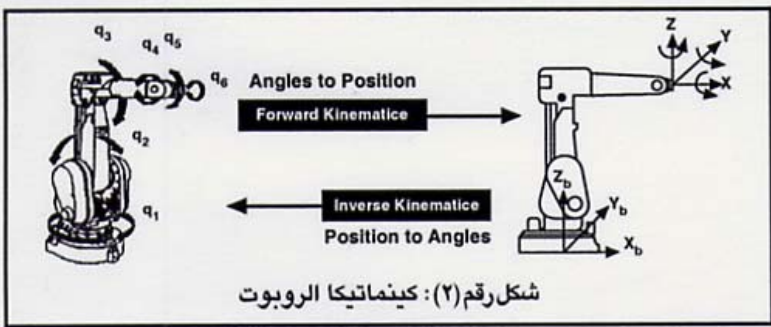 q3
q4 q5
q6
q2
q1
Angles to Position
Forward Kinematice
Inverse Kinematice
Position to Angles
Z
Y
X
Zb
Yb
Xb
شكل رقم (٢): كينماتيكا الروبوت